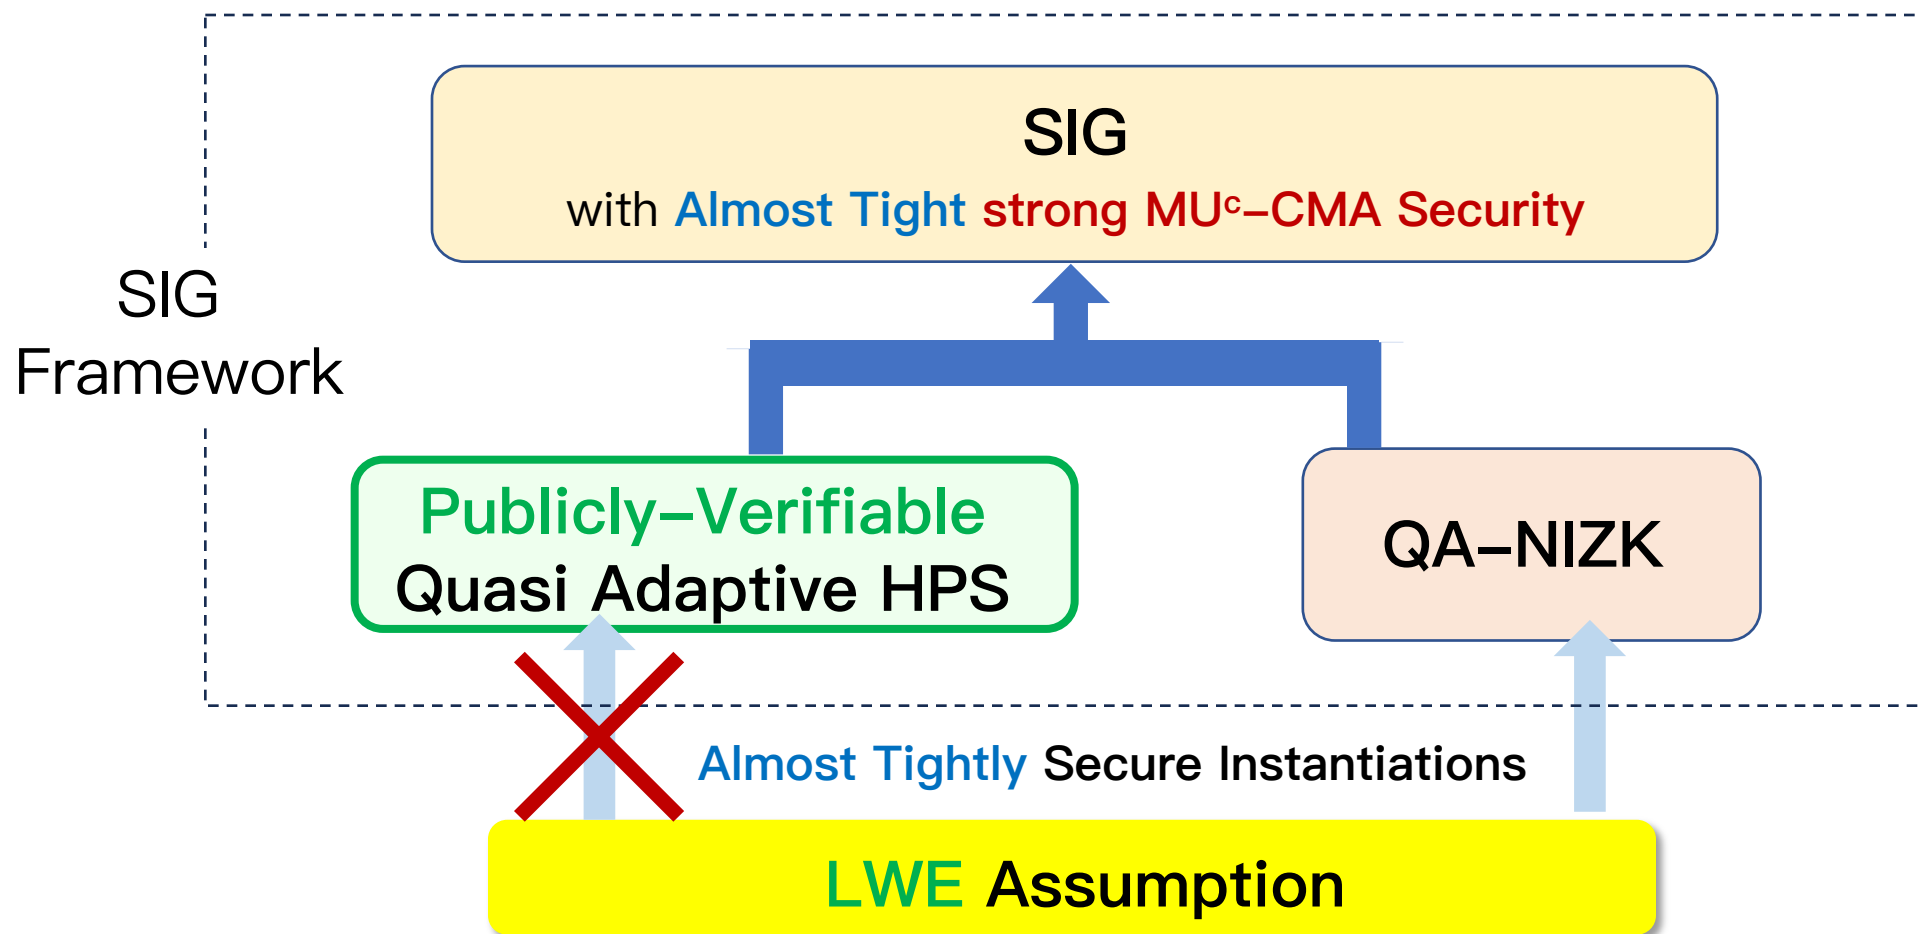 SIG
with Almost Tight strong MUᶜ–CMA Security
SIG
Framework
Publicly–Verifiable
Quasi Adaptive HPS
QA–NIZK
Almost Tightly Secure Instantiations
LWE Assumption